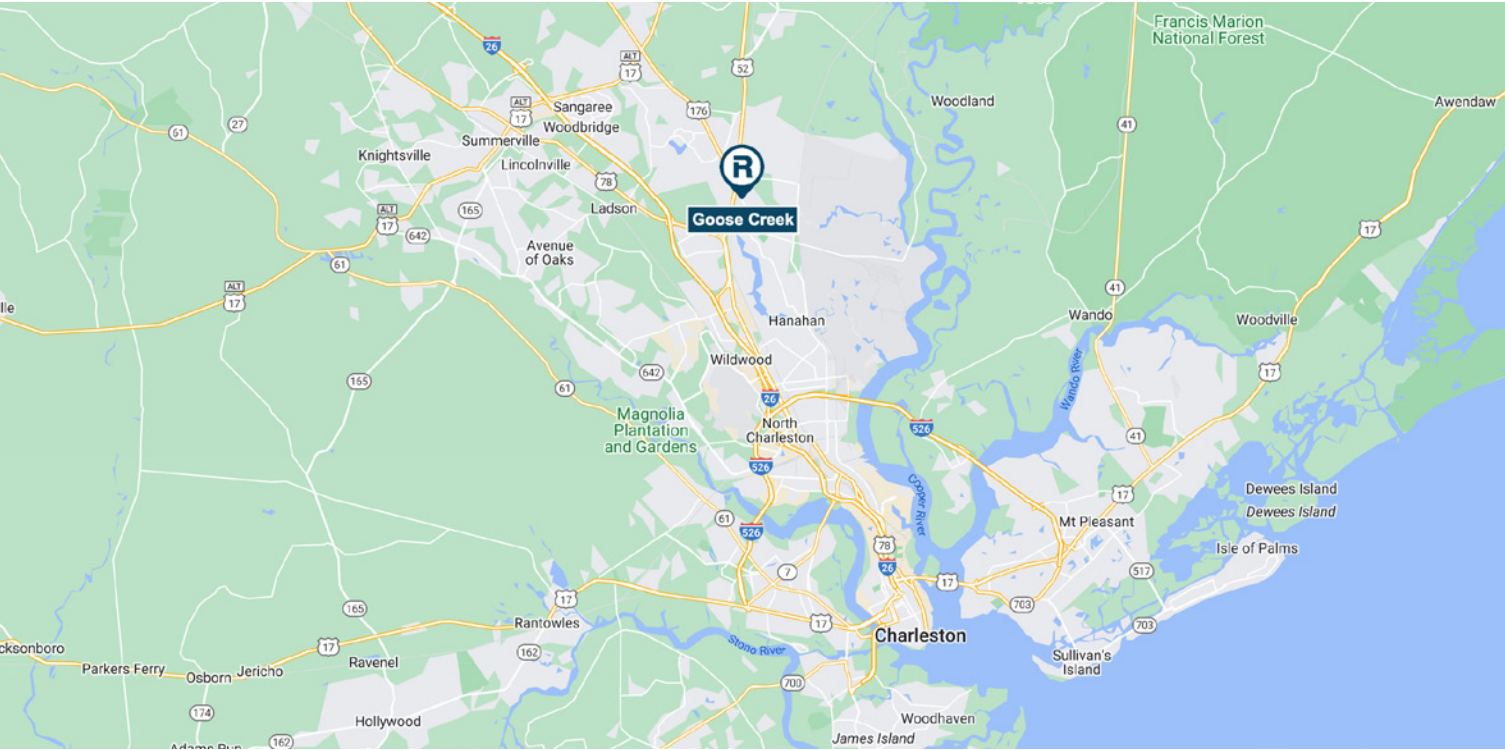 Francis Marion
National Forest
26
ALT
17
52
Woodland
Awendaw
ALT
17
Sangaree
176
41
61
27
Woodbridge
Summerville
Knightsville
Lincolnville
R
78
Ladson
165
Goose Creek
ALT
17
642
17
Avenue
of Oaks
61
ALT
17
41
lle
Hanahan
Wando
Woodville
Wildwood
642
165
61
17
Wando River
26
Magnolia
Plantation
and Gardens
North
Charleston
526
41
526
Cooper River
17
Dewees Island
Dewees Island
61
526
Mt Pleasant
78
Isle of Palms
26
7
17
517
17
165
703
17
17
Rantowles
Charleston
703
cksonboro
17
Stono River
162
Sullivan's
Island
Parkers Ferry
Osborn
Jericho
Ravenel
700
174
Hollywood
Woodhaven
James Island
162
Adams Run